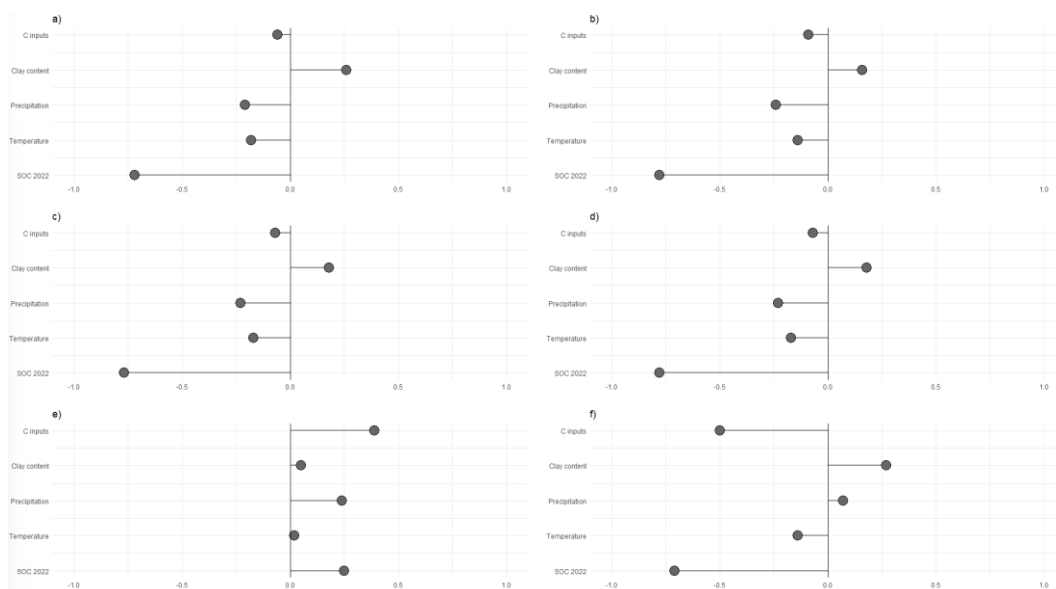 a)
C inputs
Clay content
Precipitation
Temperature
SOC 2022
-1.0 -0.5 0.0 0.5 1.0
b)
C inputs
Clay content
Precipitation
Temperature
SOC 2022
-1.0 -0.5 0.0 0.5 1.0
c)
C inputs
Clay content
Precipitation
Temperature
SOC 2022
-1.0 -0.5 0.0 0.5 1.0
d)
C inputs
Clay content
Precipitation
Temperature
SOC 2022
-1.0 -0.5 0.0 0.5 1.0
e)
C inputs
Clay content
Precipitation
Temperature
SOC 2022
-1.0 -0.5 0.0 0.5 1.0
f)
C inputs
Clay content
Precipitation
Temperature
SOC 2022
-1.0 -0.5 0.0 0.5 1.0